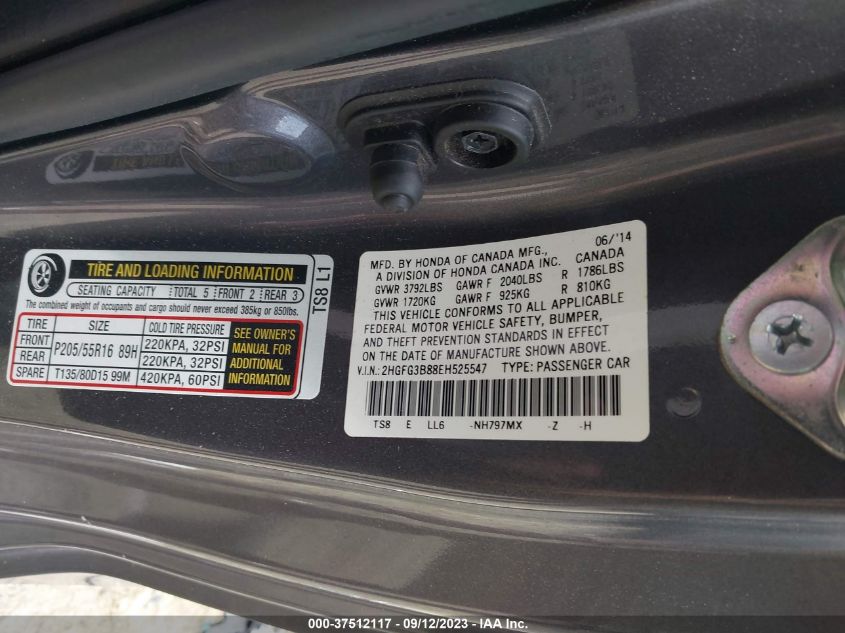 TIRE AND LOADING INFORMATION
SEATING CAPACITY TOTAL 5 FRONT 2 REAR 3
The combined weight of occupants and cargo should never exceed 385kg or 850lbs.
TIRE SIZE COLD TIRE PRESSURE
FRONT P205/55R16 89H 220KPA, 32PSI
REAR 220KPA, 32PSI
SPARE T135/80D15 99M 420KPA, 60PSI
SEE OWNER'S
MANUAL FOR
ADDITIONAL
INFORMATION
TS8 L1
MFD. BY HONDA OF CANADA MFG., 06/'14
A DIVISION OF HONDA CANADA INC. CANADA
GVWR 3792LBS GAWR F 2040LBS R 1786LBS
GVWR 1720KG GAWR F 925KG R 810KG
THIS VEHICLE CONFORMS TO ALL APPLICABLE
FEDERAL MOTOR VEHICLE SAFETY, BUMPER,
AND THEFT PREVENTION STANDARDS IN EFFECT
ON THE DATE OF MANUFACTURE SHOWN ABOVE.
V.I.N.: 2HGFG3B88EH525547 TYPE: PASSENGER CAR
TS8 E LL6 -NH797MX -Z -H
000-37512117 - 09/12/2023 - IAA Inc.